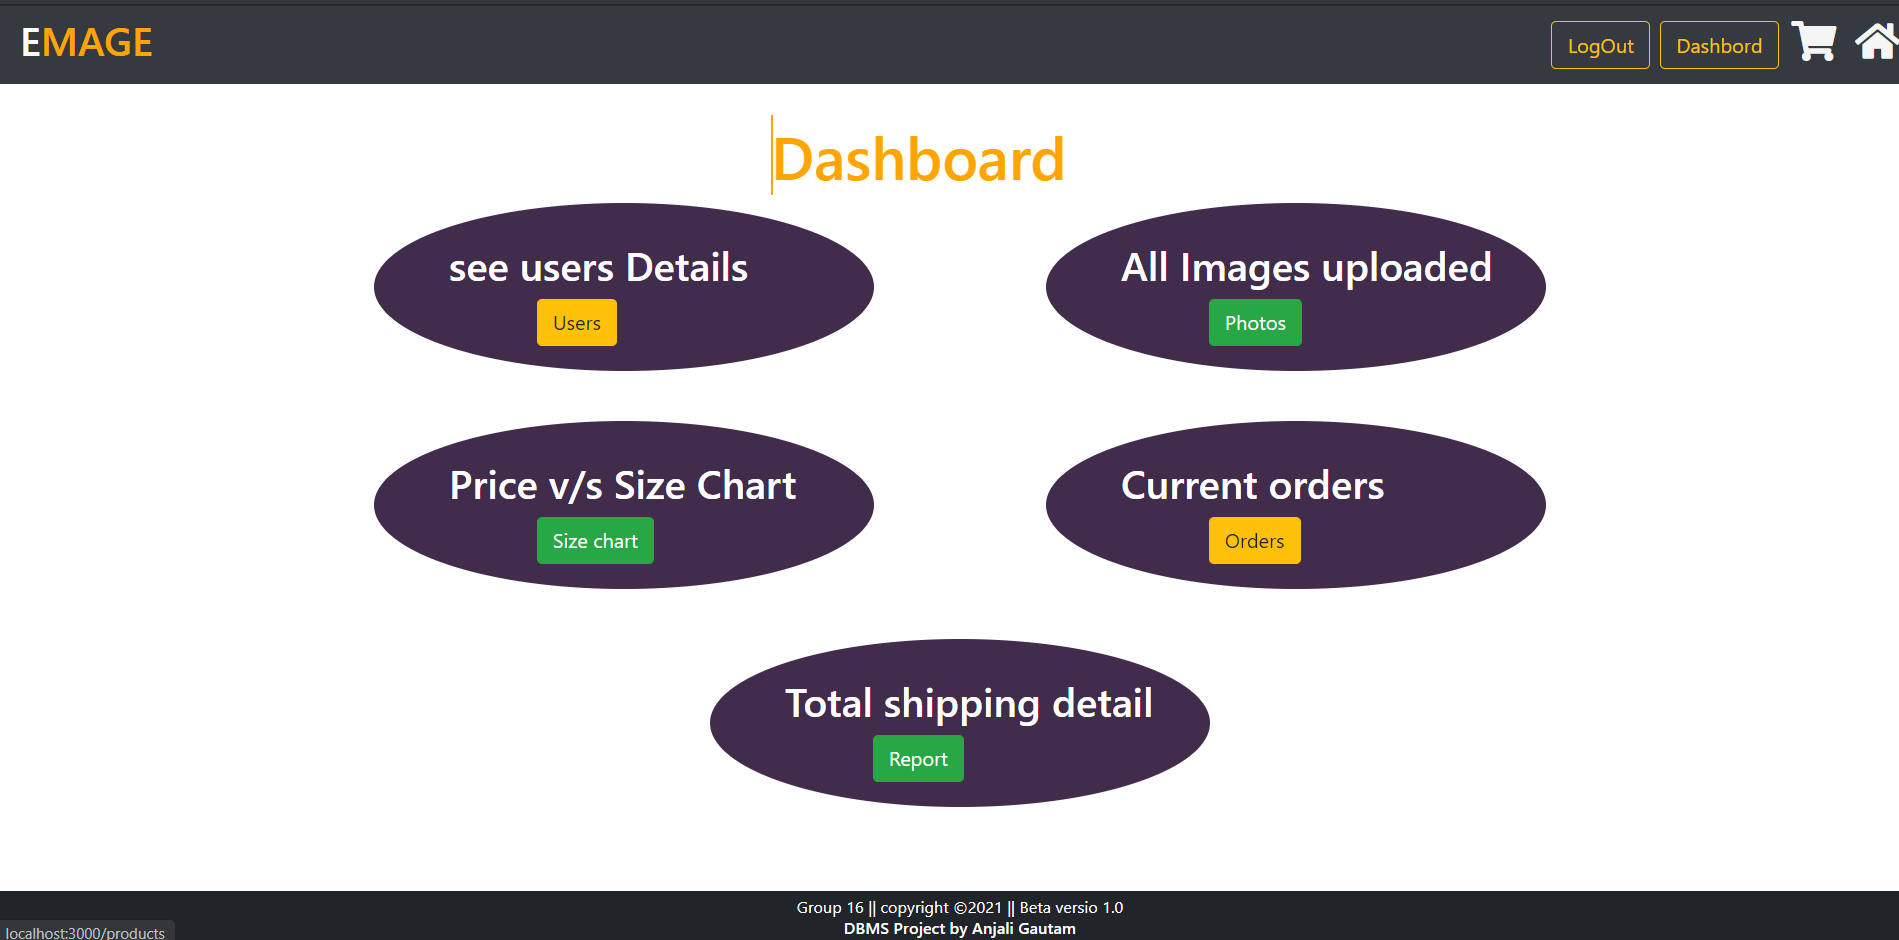 EMAGE
LogOut
Dashbord
Dashboard
see users Details
Users
All Images uploaded
Photos
Price v/s Size Chart
Size chart
Current orders
Orders
Total shipping detail
Report
Group 16 || copyright ©2021 || Beta versio 1.0
DBMS Project by Anjali Gautam
localhost:3000/products